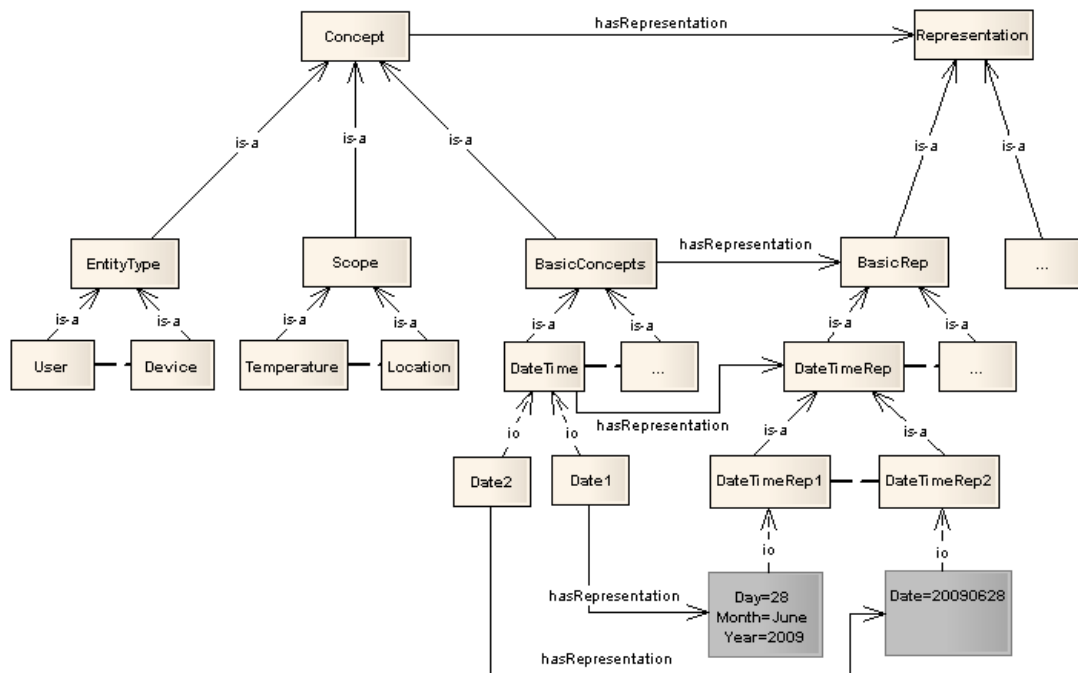 hasRepresentation
Concept
Representation
is-a
is-a
is-a
is-a
is-a
hasRepresentation
EntityType
Scope
BasicConcepts
BasicRep
...
is-a
is-a
is-a
is-a
is-a
is-a
is-a
is-a
User
Device
Temperature
Location
DateTime
...
DateTimeRep
...
hasRepresentation
io
io
is-a
is-a
Date2
Date1
DateTimeRep1
DateTimeRep2
io
io
hasRepresentation
Day=28
Month=June
Year=2009
Date=20090628
hasRepresentation